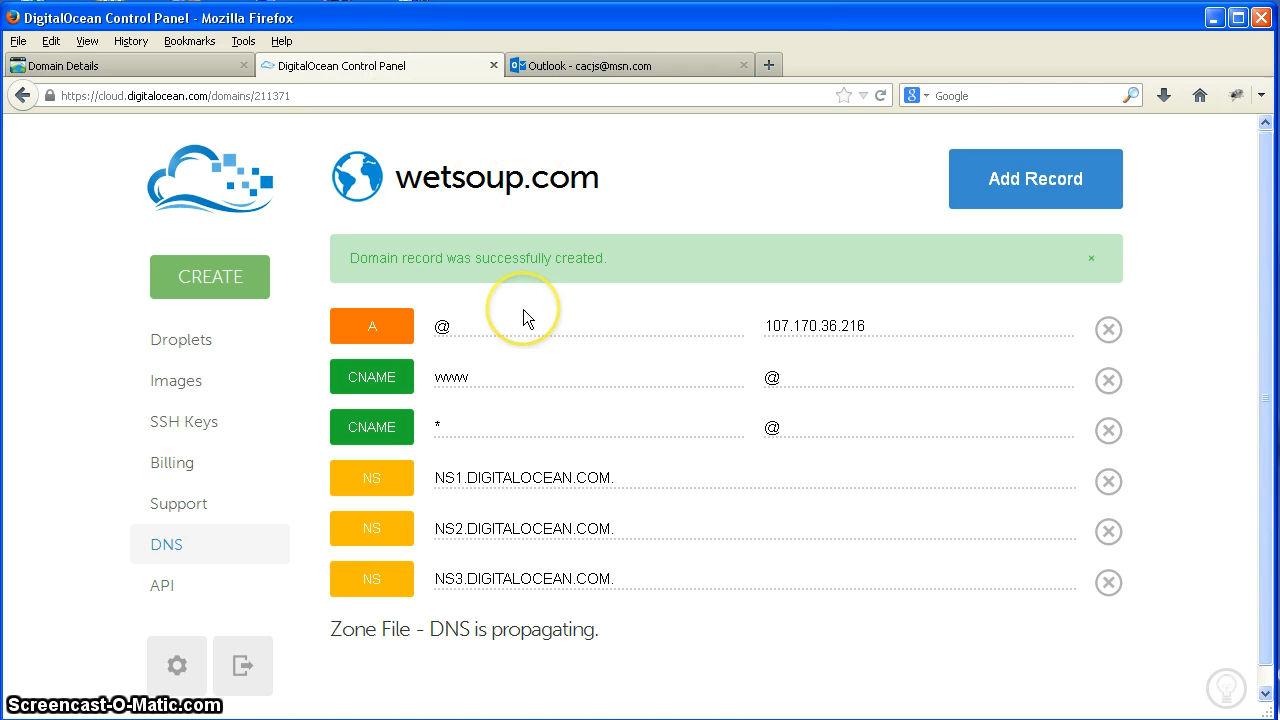 DigitalOcean Control Panel - Mozilla Firefox
File Edit View History Bookmarks Tools Help
Domain Details × DigitalOcean Control Panel × Outlook - cacjs@msn.com × +
https://cloud.digitalocean.com/domains/211371 Google
wetsoup.com
Add Record
Domain record was successfully created. ×
CREATE
A @ 107.170.36.216
Droplets
CNAME www @
Images
SSH Keys
CNAME * @
Billing
NS NS1.DIGITALOCEAN.COM.
Support
NS NS2.DIGITALOCEAN.COM.
DNS
NS NS3.DIGITALOCEAN.COM.
API
Zone File - DNS is propagating.
Screencast-O-Matic.com